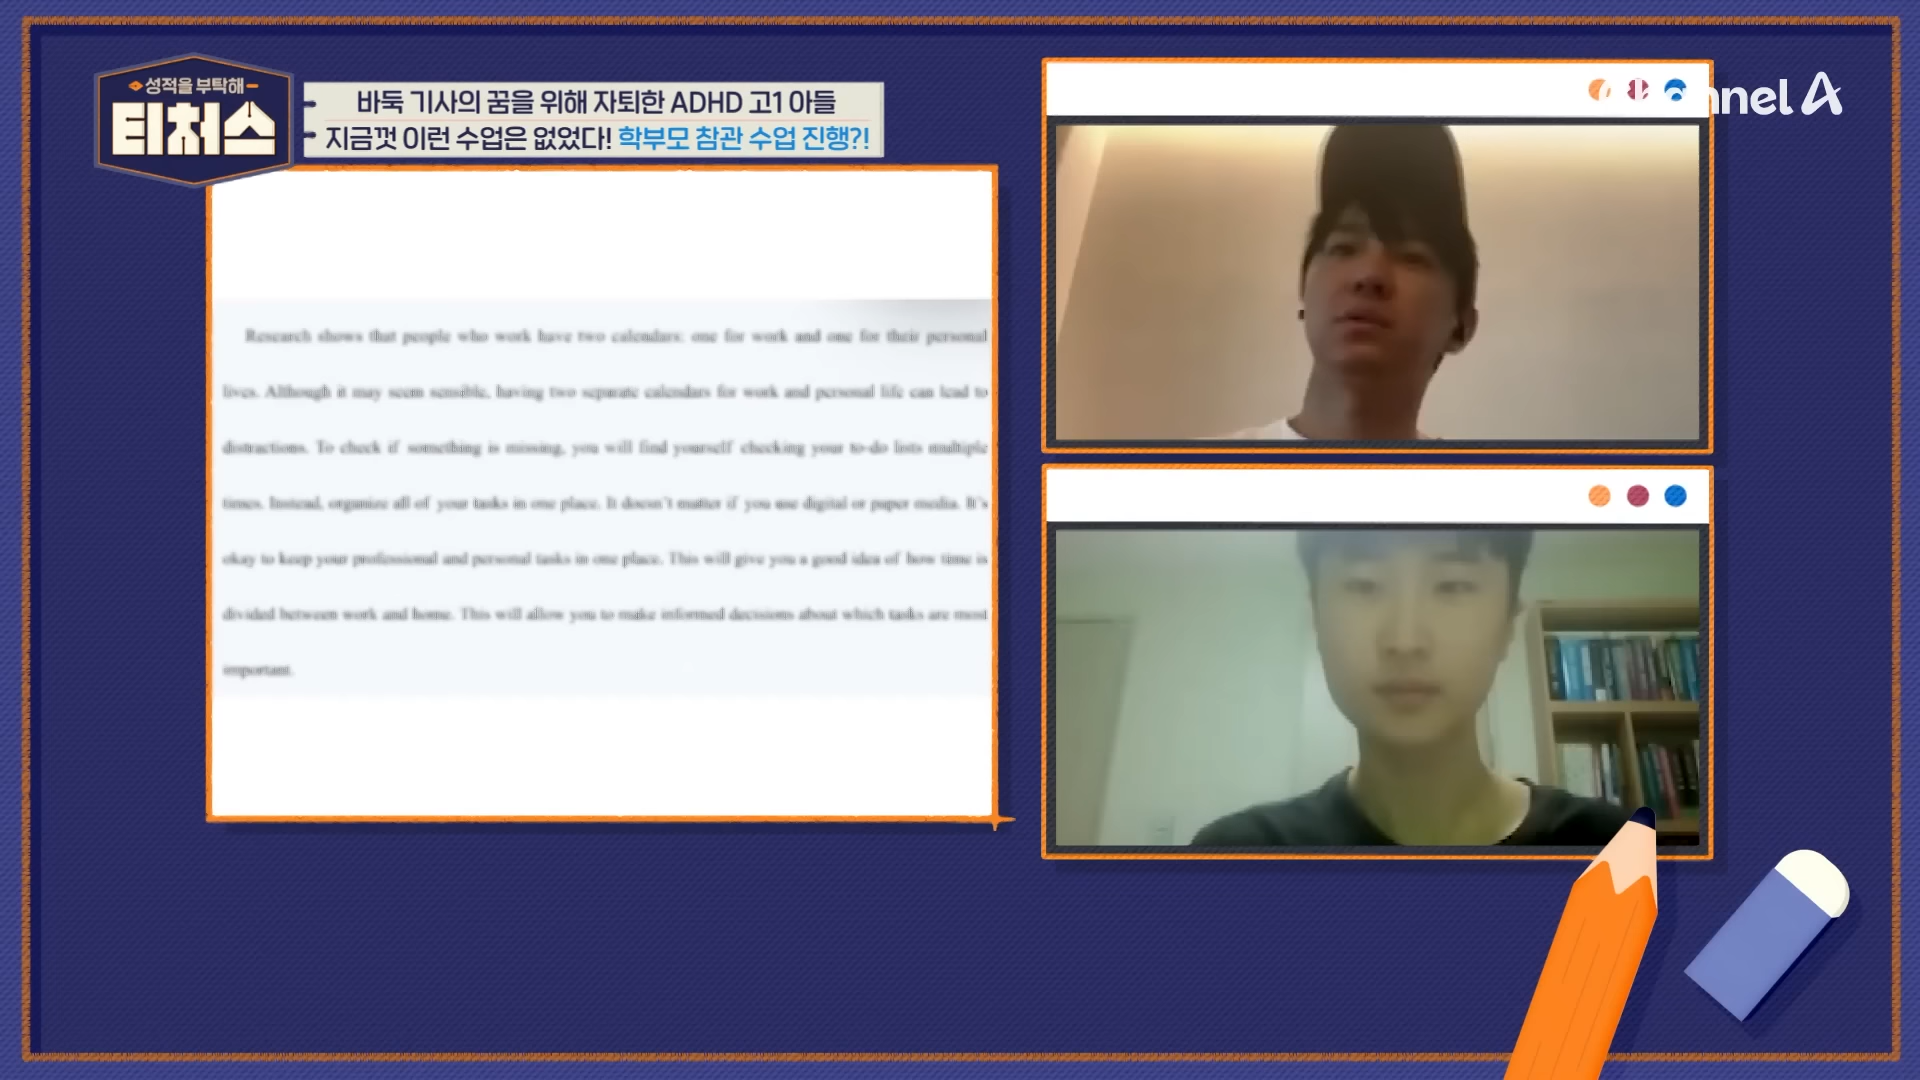 성적을 부탁해
티처스
바둑 기사의 꿈을 위해 자퇴한 ADHD 고1 아들
지금껏 이런 수업은 없었다! 학부모 참관 수업 진행?!
nnel A
Research shows that people who work have two calendars: one for work and one for their personal
lives. Although it may seem sensible, having two separate calendars for work and personal life can lead to
distractions. To check if something is missing, you will find yourself checking your to-do lists multiple
times. Instead, organize all of your tasks in one place. It doesn't matter if you use digital or paper media. It's
okay to keep your professional and personal tasks in one place. This will give you a good idea of how time is
divided between work and home. This will allow you to make informed decisions about which tasks are most
important.